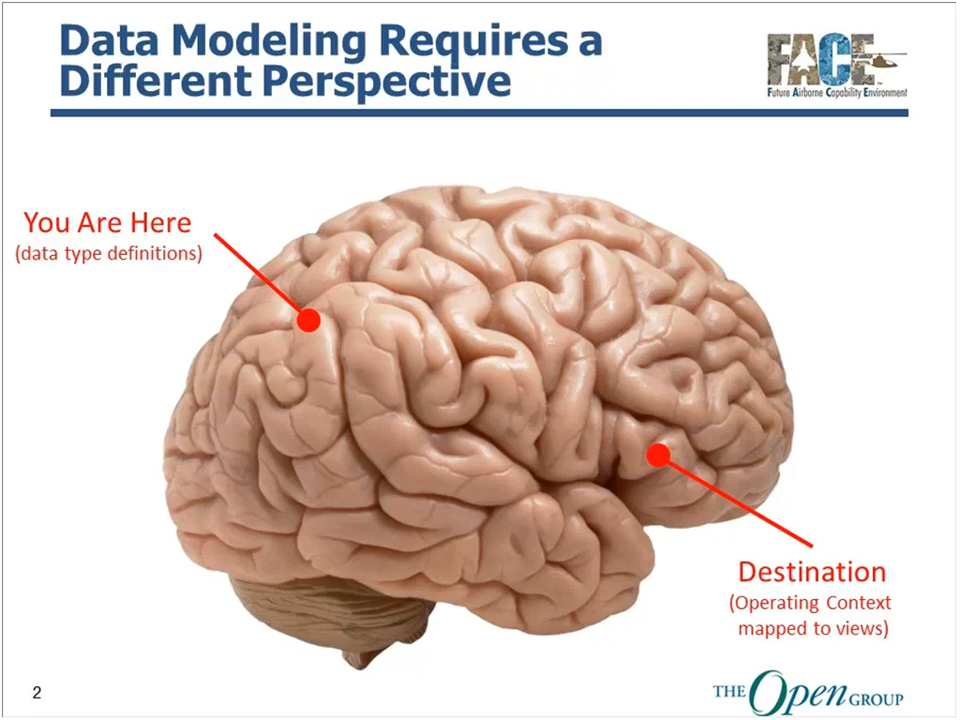 Data Modeling Requires a
Different Perspective
FACE
Future Airborne Capability Environment
You Are Here
(data type definitions)
Destination
(Operating Context
mapped to views)
2
THE Open GROUP